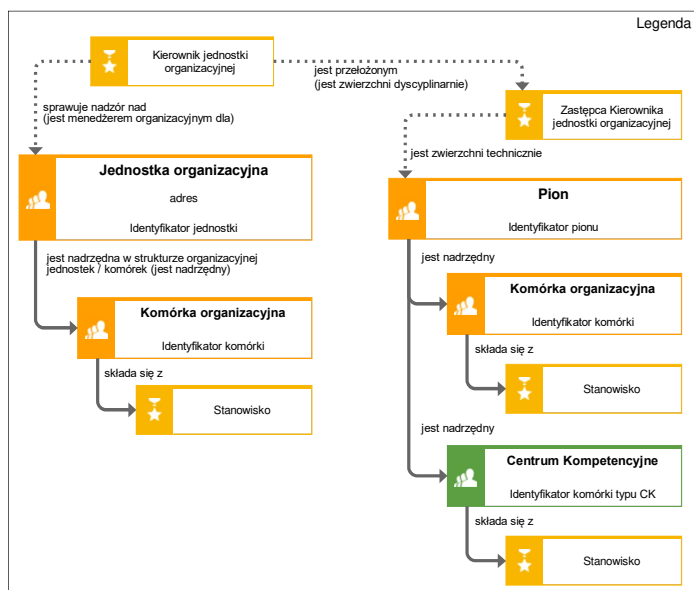 Legenda
Kierownik jednostki
organizacyjnej
jest przełożonym
(jest zwierzchni dyscyplinarnie)
sprawuje nadzór nad
(jest menedżerem organizacyjnym dla)
Zastępca Kierownika
jednostki organizacyjnej
jest zwierzchni technicznie
Jednostka organizacyjna
adres
Identyfikator jednostki
Pion
Identyfikator pionu
jest nadrzędna w strukturze organizacyjnej
jednostek / komórek (jest nadrzędny)
jest nadrzędny
Komórka organizacyjna
Identyfikator komórki
Komórka organizacyjna
Identyfikator komórki
składa się z
Stanowisko
składa się z
Stanowisko
jest nadrzędny
Centrum Kompetencyjne
Identyfikator komórki typu CK
składa się z
Stanowisko